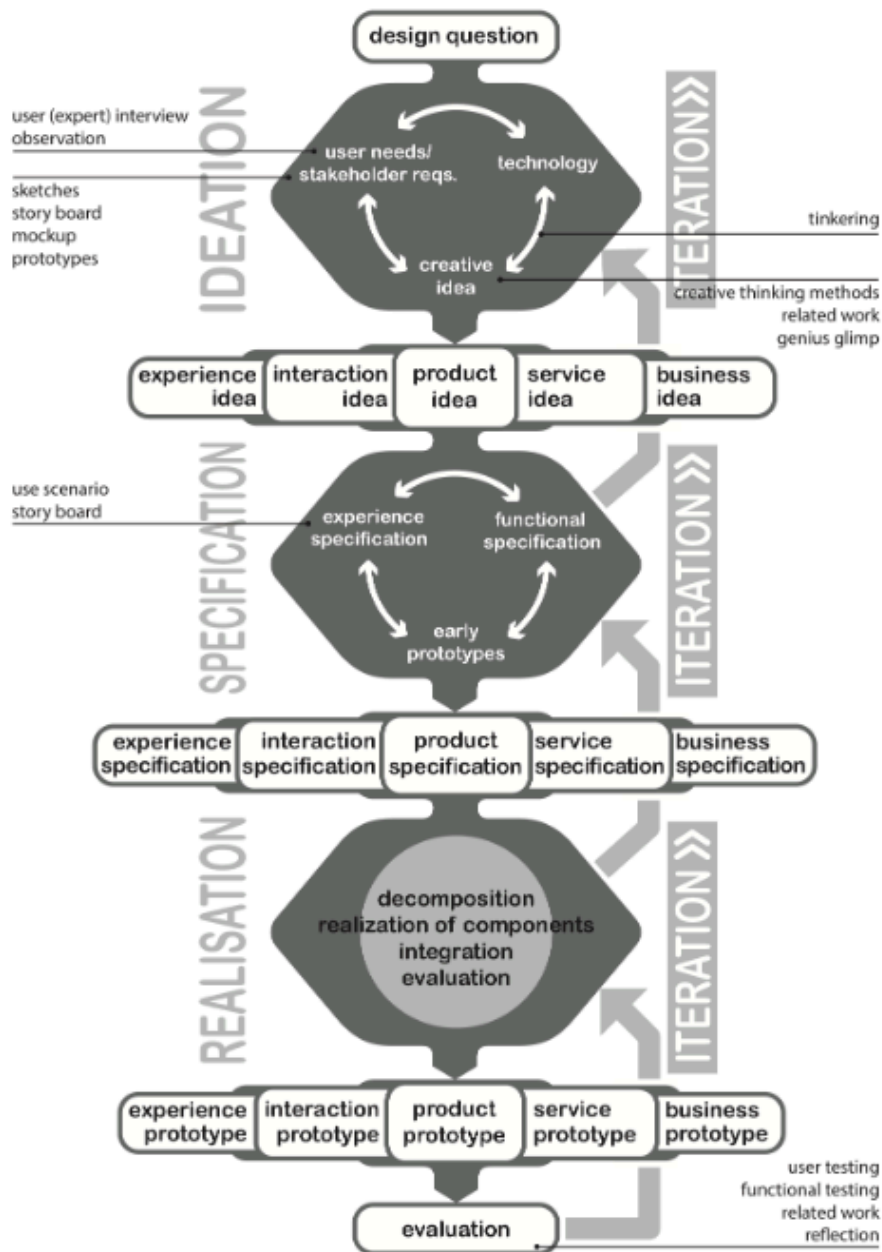 design question
IDEATION
ITERATION >>
user (expert) interview
observation
sketches
story board
mockup
prototypes
user needs/
stakeholder reqs.
technology
creative
idea
tinkering
creative thinking methods
related work
genius glimp
experience
idea
interaction
idea
product
idea
service
idea
business
idea
SPECIFICATION
ITERATION >>
use scenario
story board
experience
specification
functional
specification
early
prototypes
experience
specification
interaction
specification
product
specification
service
specification
business
specification
REALISATION
ITERATION >>
decomposition
realization of components
integration
evaluation
experience
prototype
interaction
prototype
product
prototype
service
prototype
business
prototype
evaluation
user testing
functional testing
related work
reflection